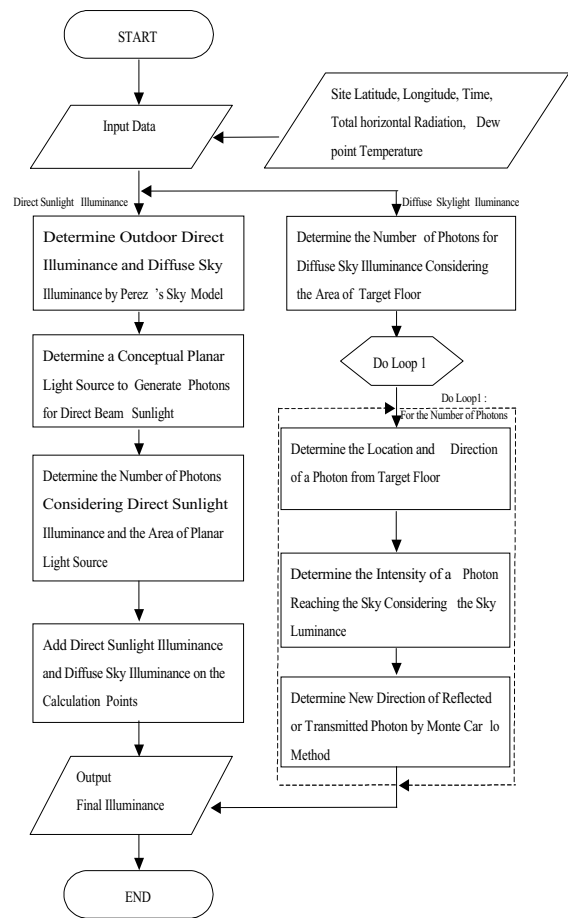 START
Input Data
Site Latitude, Longitude, Time,
Total horizontal Radiation, Dew
point Temperature
Direct Sunlight Illuminance
Determine Outdoor Direct
Illuminance and Diffuse Sky
Illuminance by Perez 's Sky Model
Determine a Conceptual Planar
Light Source to Generate Photons
for Direct Beam Sunlight
Determine the Number of Photons
Considering Direct Sunlight
Illuminance and the Area of Planar
Light Source
Add Direct Sunlight Illuminance
and Diffuse Sky Illuminance on the
Calculation Points
Diffuse Skylight Iluminance
Determine the Number of Photons for
Diffuse Sky Illuminance Considering
the Area of Target Floor
Do Loop 1
Do Loop1 :
For the Number of Photons
Determine the Location and Direction
of a Photon from Target Floor
Determine the Intensity of a Photon
Reaching the Sky Considering the Sky
Luminance
Determine New Direction of Reflected
or Transmitted Photon by Monte Car lo
Method
Output
Final Illuminance
END